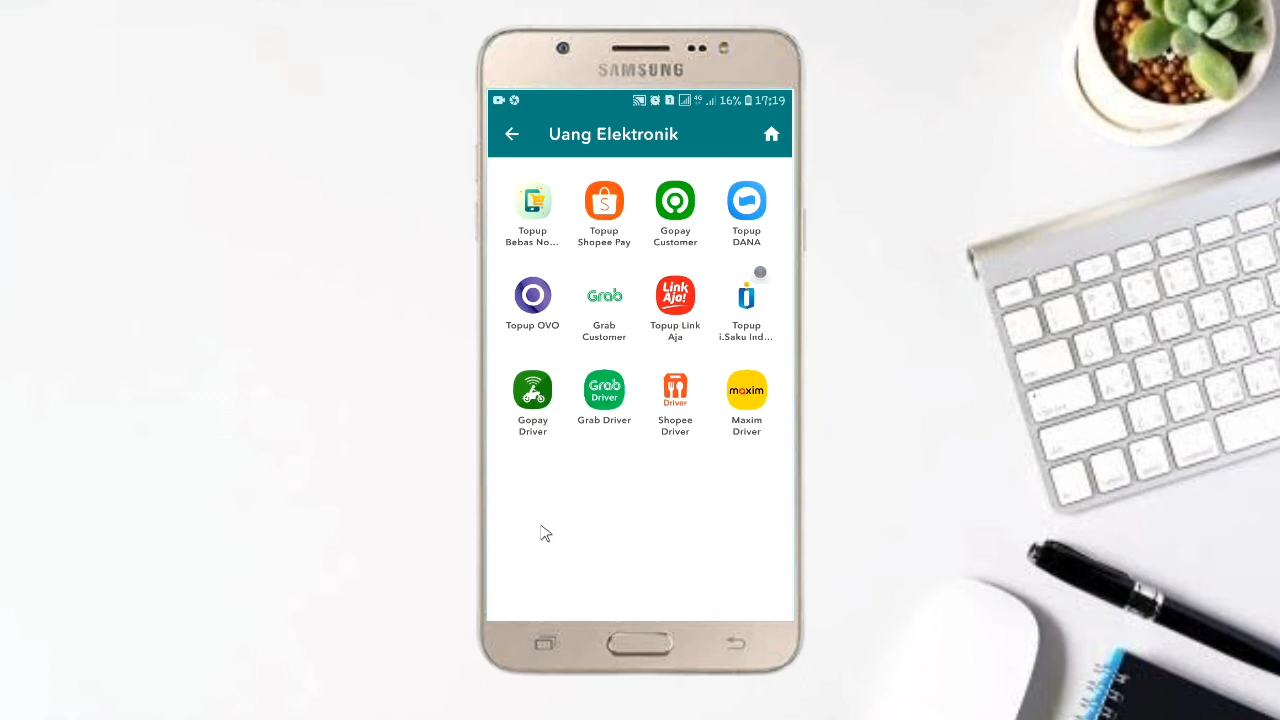 SAMSUNG
4G 16% 17:19
Uang Elektronik
S
Topup Bebas No...
Topup Shopee Pay
Gopay Customer
Topup DANA
Grab
Link Aja!
Topup OVO
Grab Customer
Topup Link Aja
Topup i.Saku Ind...
Grab Driver
Driver
maxim
Gopay Driver
Grab Driver
Shopee Driver
Maxim Driver